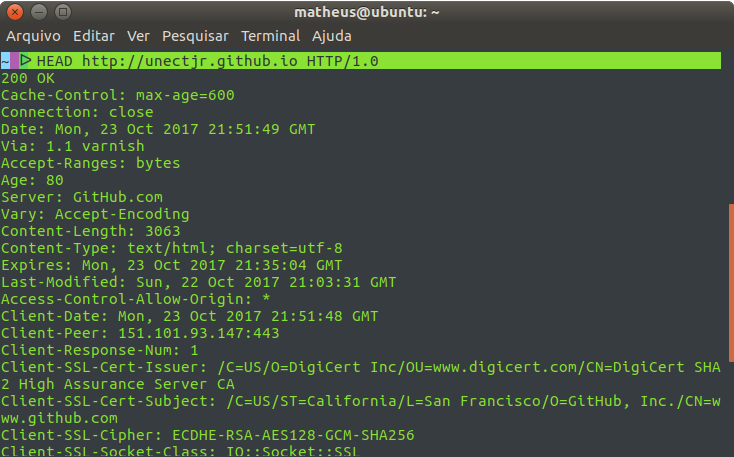 matheus@ubuntu: ~
Arquivo Editar Ver Pesquisar Terminal Ajuda
~ HEAD http://unectjr.github.io HTTP/1.0
200 OK
Cache-Control: max-age=600
Connection: close
Date: Mon, 23 Oct 2017 21:51:49 GMT
Via: 1.1 varnish
Accept-Ranges: bytes
Age: 80
Server: GitHub.com
Vary: Accept-Encoding
Content-Length: 3063
Content-Type: text/html; charset=utf-8
Expires: Mon, 23 Oct 2017 21:35:04 GMT
Last-Modified: Sun, 22 Oct 2017 21:03:31 GMT
Access-Control-Allow-Origin: *
Client-Date: Mon, 23 Oct 2017 21:51:48 GMT
Client-Peer: 151.101.93.147:443
Client-Response-Num: 1
Client-SSL-Cert-Issuer: /C=US/O=DigiCert Inc/OU=www.digicert.com/CN=DigiCert SHA
2 High Assurance Server CA
Client-SSL-Cert-Subject: /C=US/ST=California/L=San Francisco/O=GitHub, Inc./CN=w
ww.github.com
Client-SSL-Cipher: ECDHE-RSA-AES128-GCM-SHA256
Client-SSL-Socket-Class: IO::Socket::SSL